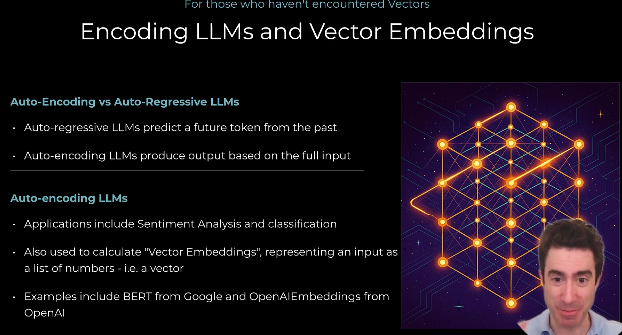 For those who haven't encountered Vectors
Encoding LLMs and Vector Embeddings
Auto-Encoding vs Auto-Regressive LLMs
• Auto-regressive LLMs predict a future token from the past
• Auto-encoding LLMs produce output based on the full input
Auto-encoding LLMs
• Applications include Sentiment Analysis and classification
• Also used to calculate "Vector Embeddings", representing an input as
a list of numbers - i.e. a vector
• Examples include BERT from Google and OpenAIEmbeddings from
OpenAI